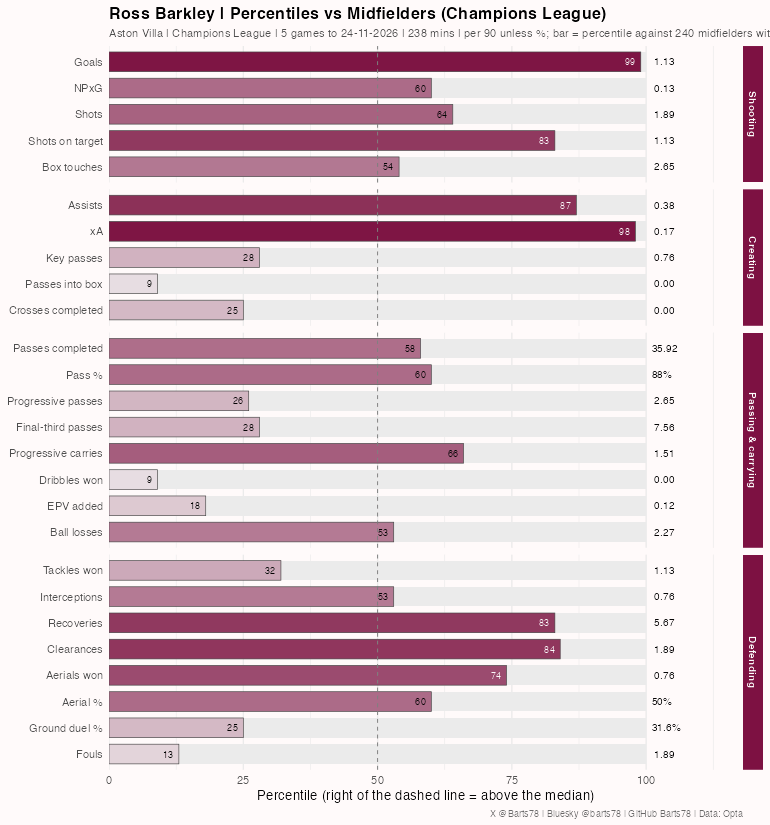 Ross Barkley | Percentiles vs Midfielders (Champions League)
Aston Villa | Champions League | 5 games to 24-11-2026 | 238 mins | per 90 unless %; bar = percentile against 240 midfielders wit
Shooting
Goals 99 1.13
NPxG 60 0.13
Shots 64 1.89
Shots on target 83 1.13
Box touches 54 2.65
Creating
Assists 87 0.38
xA 98 0.17
Key passes 28 0.76
Passes into box 9 0.00
Crosses completed 25 0.00
Passing & carrying
Passes completed 58 35.92
Pass % 60 88%
Progressive passes 26 2.65
Final-third passes 28 7.56
Progressive carries 66 1.51
Dribbles won 9 0.00
EPV added 18 0.12
Ball losses 53 2.27
Defending
Tackles won 32 1.13
Interceptions 53 0.76
Recoveries 83 5.67
Clearances 84 1.89
Aerials won 74 0.76
Aerial % 60 50%
Ground duel % 25 31.6%
Fouls 13 1.89
0 25 50 75 100
Percentile (right of the dashed line = above the median)
X @Barts78 | Bluesky @barts78 | GitHub Barts78 | Data: Opta